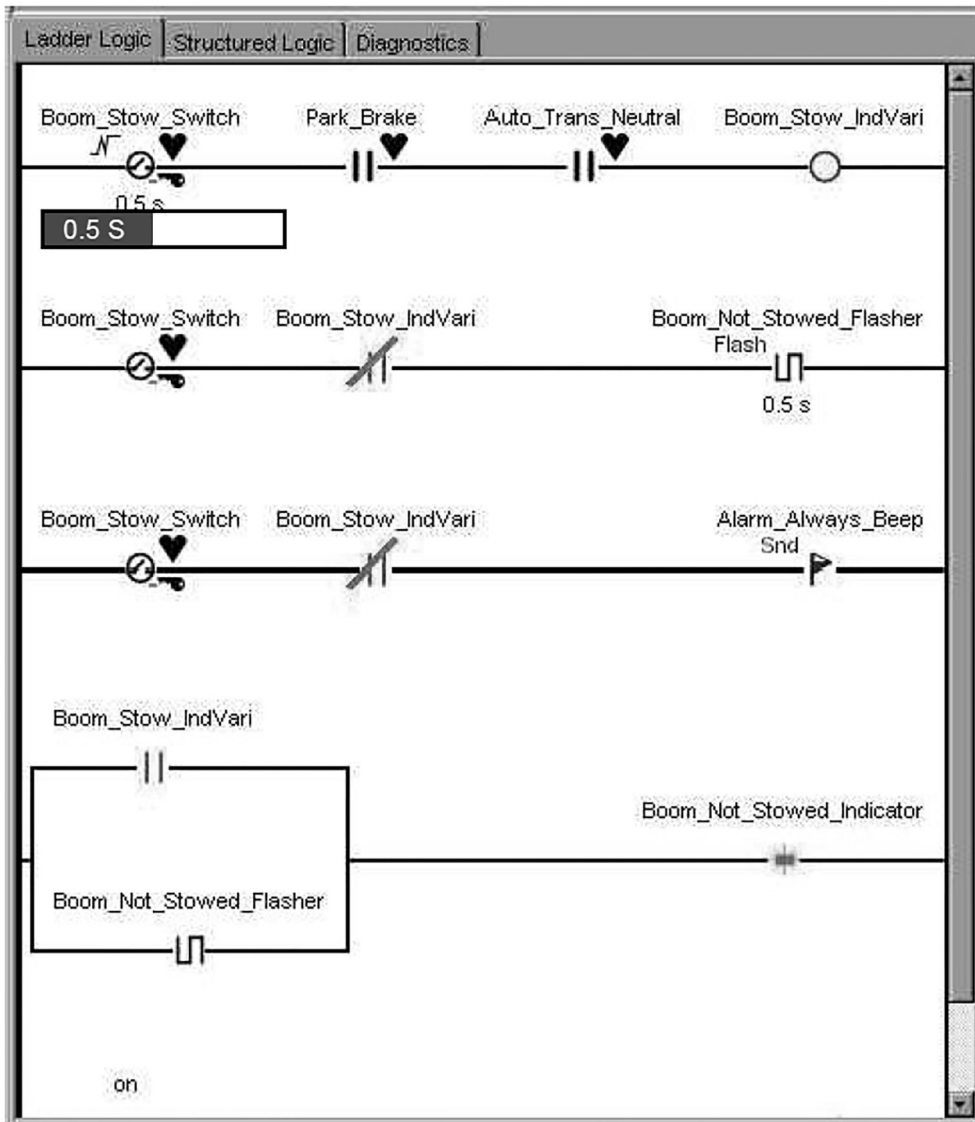 Ladder Logic Structured Logic Diagnostics
Boom_Stow_Switch Park_Brake Auto_Trans_Neutral Boom_Stow_IndVari
0.5 s
0.5 S
Boom_Stow_Switch Boom_Stow_IndVari Boom_Not_Stowed_Flasher
Flash
0.5 s
Boom_Stow_Switch Boom_Stow_IndVari Alarm_Always_Beep
Snd
Boom_Stow_IndVari
Boom_Not_Stowed_Indicator
Boom_Not_Stowed_Flasher
on